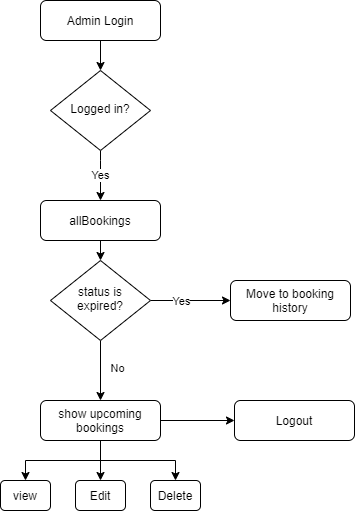 Admin Login
Logged in?
Yes
allBookings
status is
expired?
Yes
Move to booking
history
No
show upcoming
bookings
Logout
view
Edit
Delete